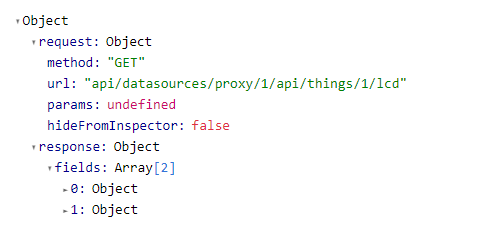 Object
request: Object
method: "GET"
url: "api/datasources/proxy/1/api/things/1/lcd"
params: undefined
hideFromInspector: false
response: Object
fields: Array[2]
0: Object
1: Object